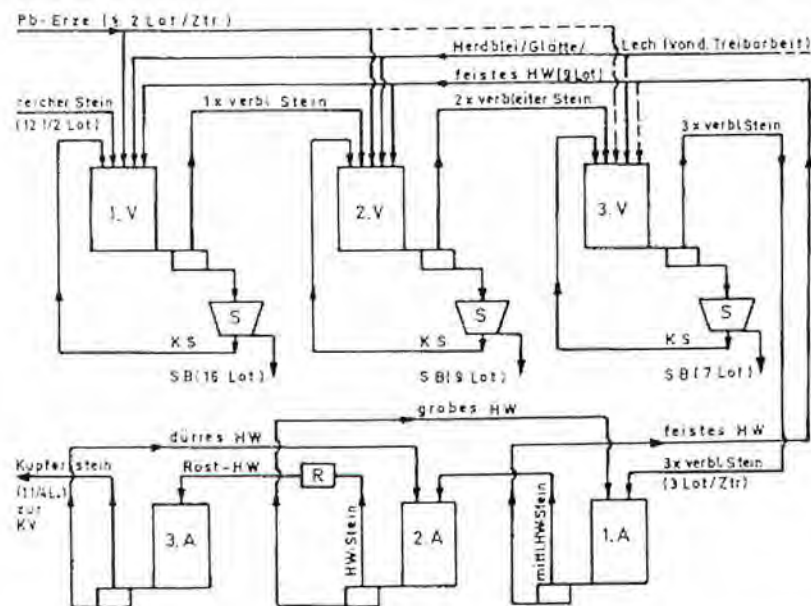 Pb-Erze (§ 2 Lot/Ztr.)
Herdblei/Glätte/ Lech (von d. Treibarbeit)
feistes HW (9 Lot)
reicher Stein
(12 1/2 Lot)
1x verbl Stein
2x verbleiter Stein
3x verbl Stein
1. V
2. V
3. V
S
S
S
KS
KS
KS
SB (16 Lot)
SB (9 Lot)
SB (7 Lot)
grobes HW
dürres HW
feistes HW
Kupferstein
zur
KV
Röst-HW
R
3x verbl Stein
(3 Lot/Ztr)
3. A
2. A
1. A
HW-Stein
mittl. HW-Stein